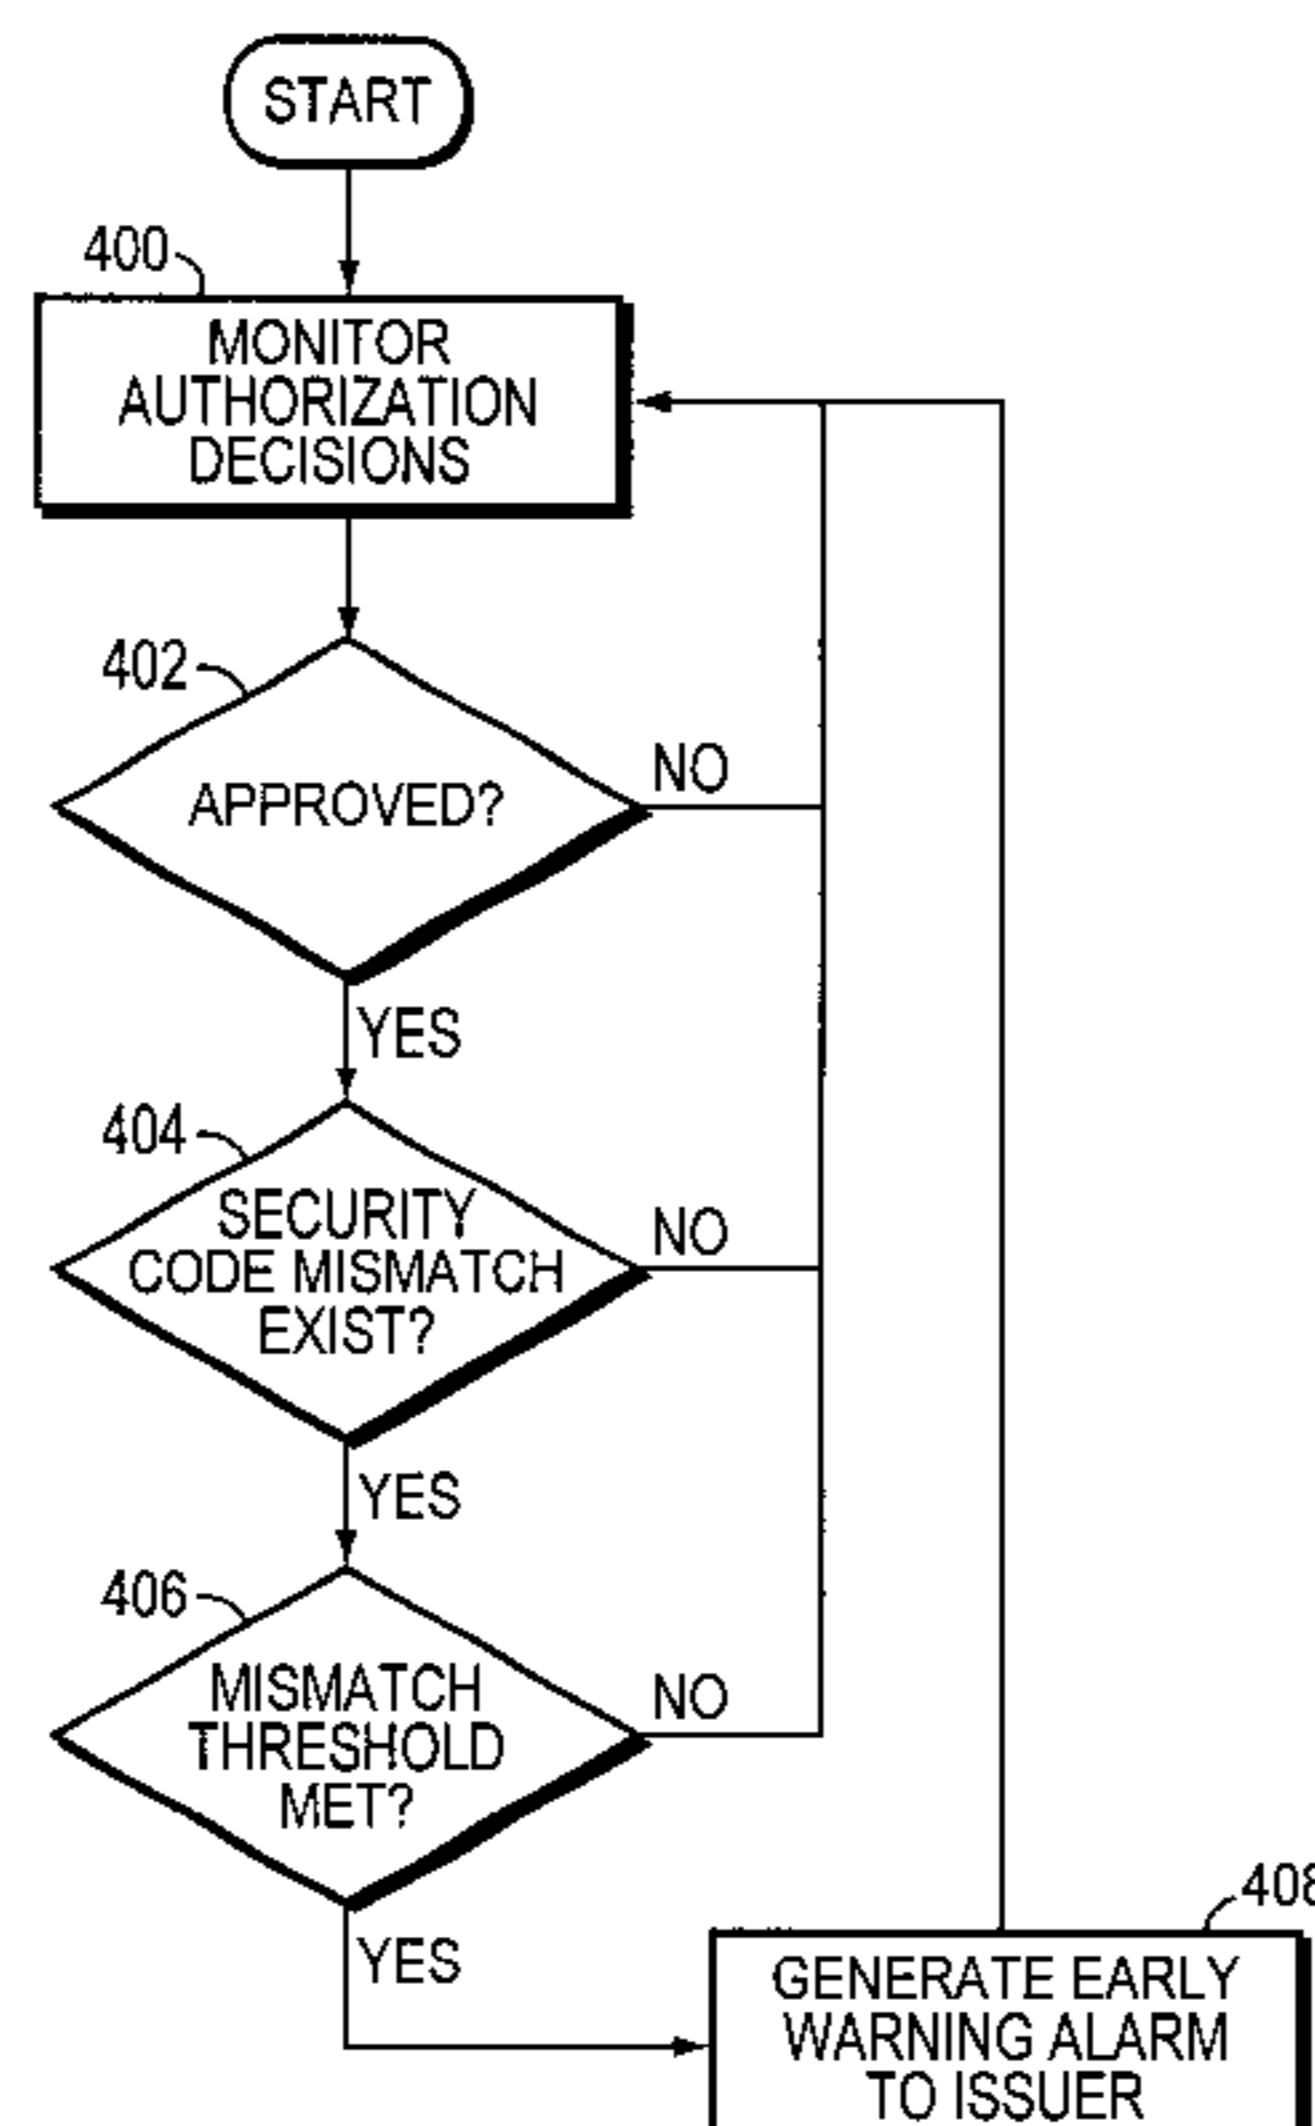 START
400
MONITOR
AUTHORIZATION
DECISIONS
402
APPROVED?
NO
YES
404
SECURITY
CODE MISMATCH
EXIST?
NO
YES
406
MISMATCH
THRESHOLD
MET?
NO
YES
408
GENERATE EARLY
WARNING ALARM
TO ISSUER